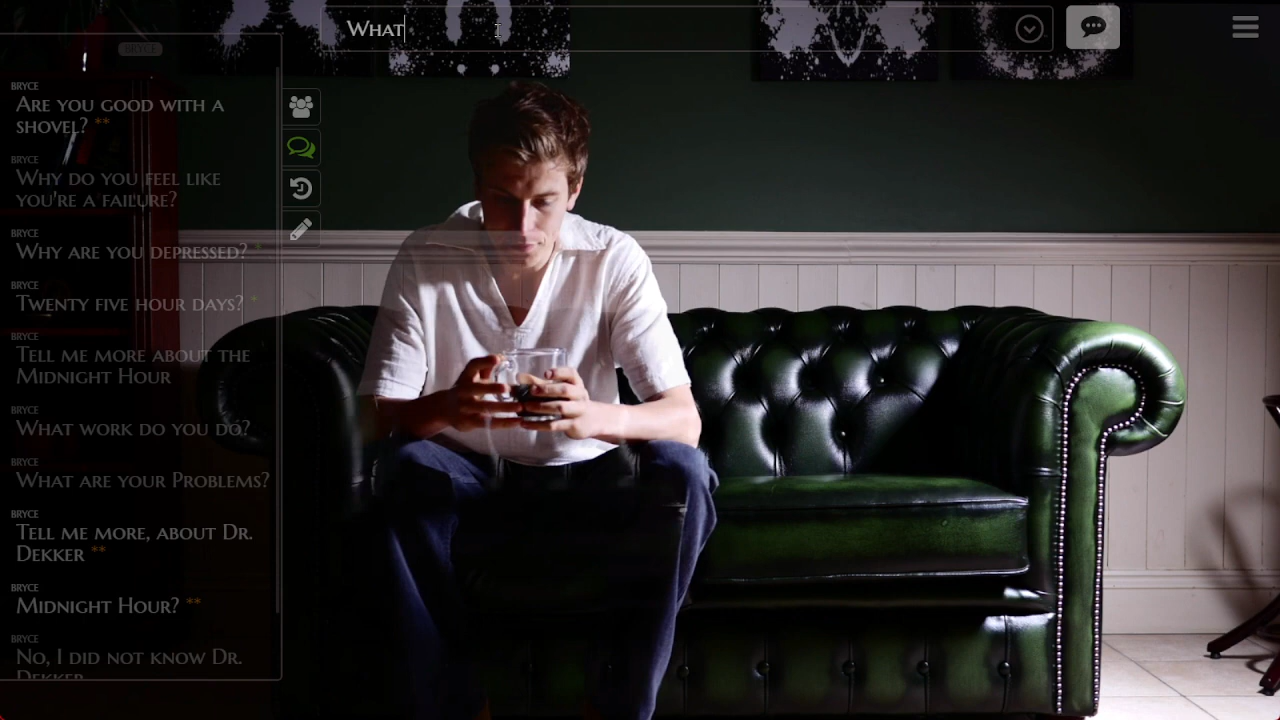 What
BRYCE
BRYCE
Are you good with a
shovel? **
BRYCE
Why do you feel like
you're a failure?
BRYCE
Why are you depressed? *
BRYCE
Twenty five hour days? *
BRYCE
Tell me more about the
Midnight Hour
BRYCE
What work do you do?
BRYCE
What are your Problems?
BRYCE
Tell me more, about Dr.
Dekker **
BRYCE
Midnight Hour? **
BRYCE
No, I did not know Dr.
Dekker